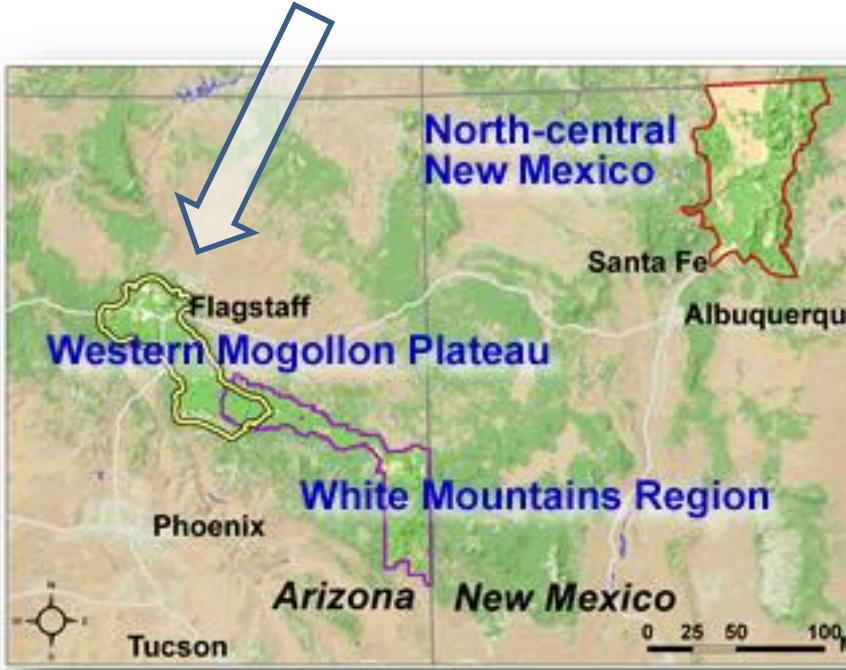 North-central
New Mexico
Santa Fe
Albuquerqu
Flagstaff
Western Mogollon Plateau
White Mountains Region
Phoenix
Arizona
New Mexico
Tucson
0 25 50 100